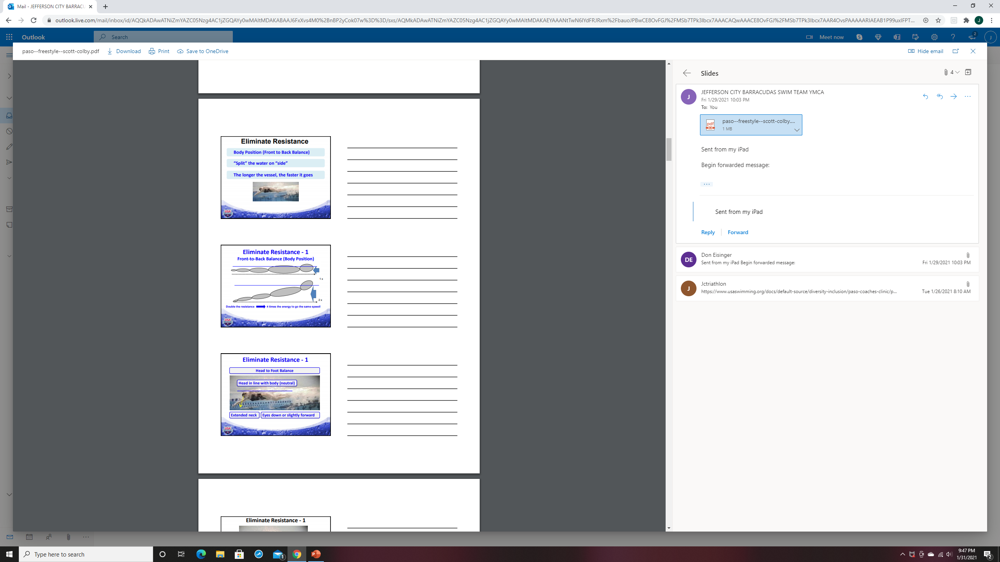 Mail - JEFFERSON CITY BARRACU
outlook.live.com/mail/inbox/id/AQQkADAwATNiZmYAZC05Nzg4AC1jZGQAYy0wMAItMDAKABAAJ6FxXvs4M0%2BnBP2yCok07w%3D%3D/sxs/AQMkADAwATNiZmYAZC05Nzg4AC1jZGQAYy0wMAItMDAKAEYAAANtTwN6IYdFRJRxm%2FbauoJPBwCE8OvFGJ%2FMSb7TPk3Ibcx7AAACAQwAAACE8OvFGJ%2FMSb7TPk3Ibcx7AAR4OvsPAAAAARIAEAB1P99uxIFPT...
J
Outlook
Search
Meet now
2
J
paso--freestyle--scott-colby.pdf
Download
Print
Save to OneDrive
Hide email
Eliminate Resistance
Body Position (Front to Back Balance)
“Split” the water on “side”
The longer the vessel, the faster it goes
USA
Eliminate Resistance - 1
Front-to-Back Balance (Body Position)
1 x
2 x
Double the resistance 4 times the energy to go the same speed!
USA
Eliminate Resistance - 1
Head to Foot Balance
Head in line with body (neutral)
Extended neck Eyes down or slightly forward
USA
Eliminate Resistance - 1
Slides
4
J
JEFFERSON CITY BARRACUDAS SWIM TEAM YMCA
Fri 1/29/2021 10:03 PM
To: You
pdf
paso--freestyle--scott-colby....
1 MB
Sent from my iPad
Begin forwarded message:
...
Sent from my iPad
Reply
Forward
DE
Don Eisinger
Sent from my iPad Begin forwarded message:
Fri 1/29/2021 10:03 PM
J
Jctriathlon
https://www.usaswimming.org/docs/default-source/diversity-inclusion/paso-coaches-clinic/p...
Tue 1/26/2021 8:10 AM
Type here to search
1
P
9:47 PM
1/31/2021
2